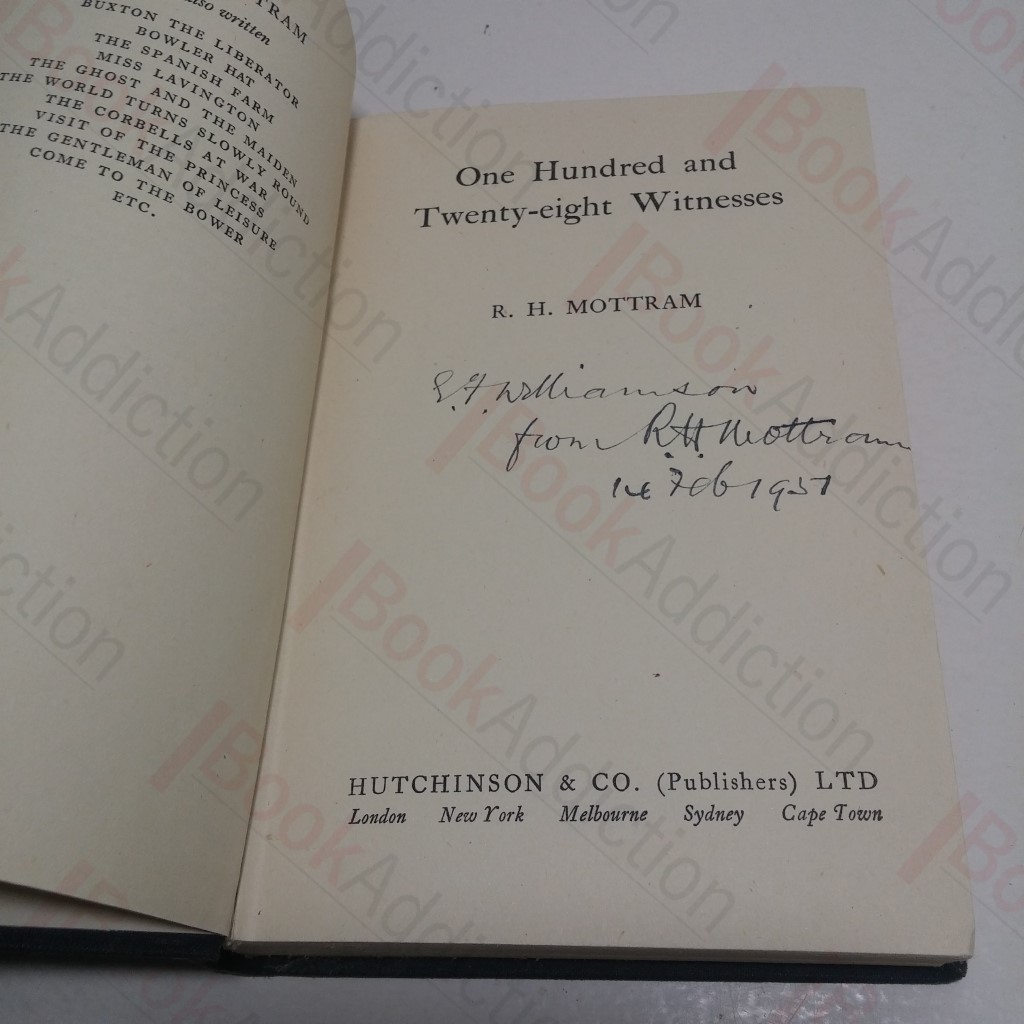 MOTTRAM
also written
BUXTON THE LIBERATOR
BOWLER HAT
THE SPANISH FARM
MISS LAVINGTON
THE GHOST AND THE MAIDEN
THE WORLD TURNS SLOWLY ROUND
THE CORBELLS AT WAR
VISIT OF THE PRINCESS
THE GENTLEMAN OF LEISURE
COME TO THE BOWER
ETC.
One Hundred and
Twenty-eight Witnesses
R. H. MOTTRAM
Williamson
from R.H. Mottram
14 Feb 1951
HUTCHINSON & CO. (Publishers) LTD
London New York Melbourne Sydney Cape Town
BookAddiction